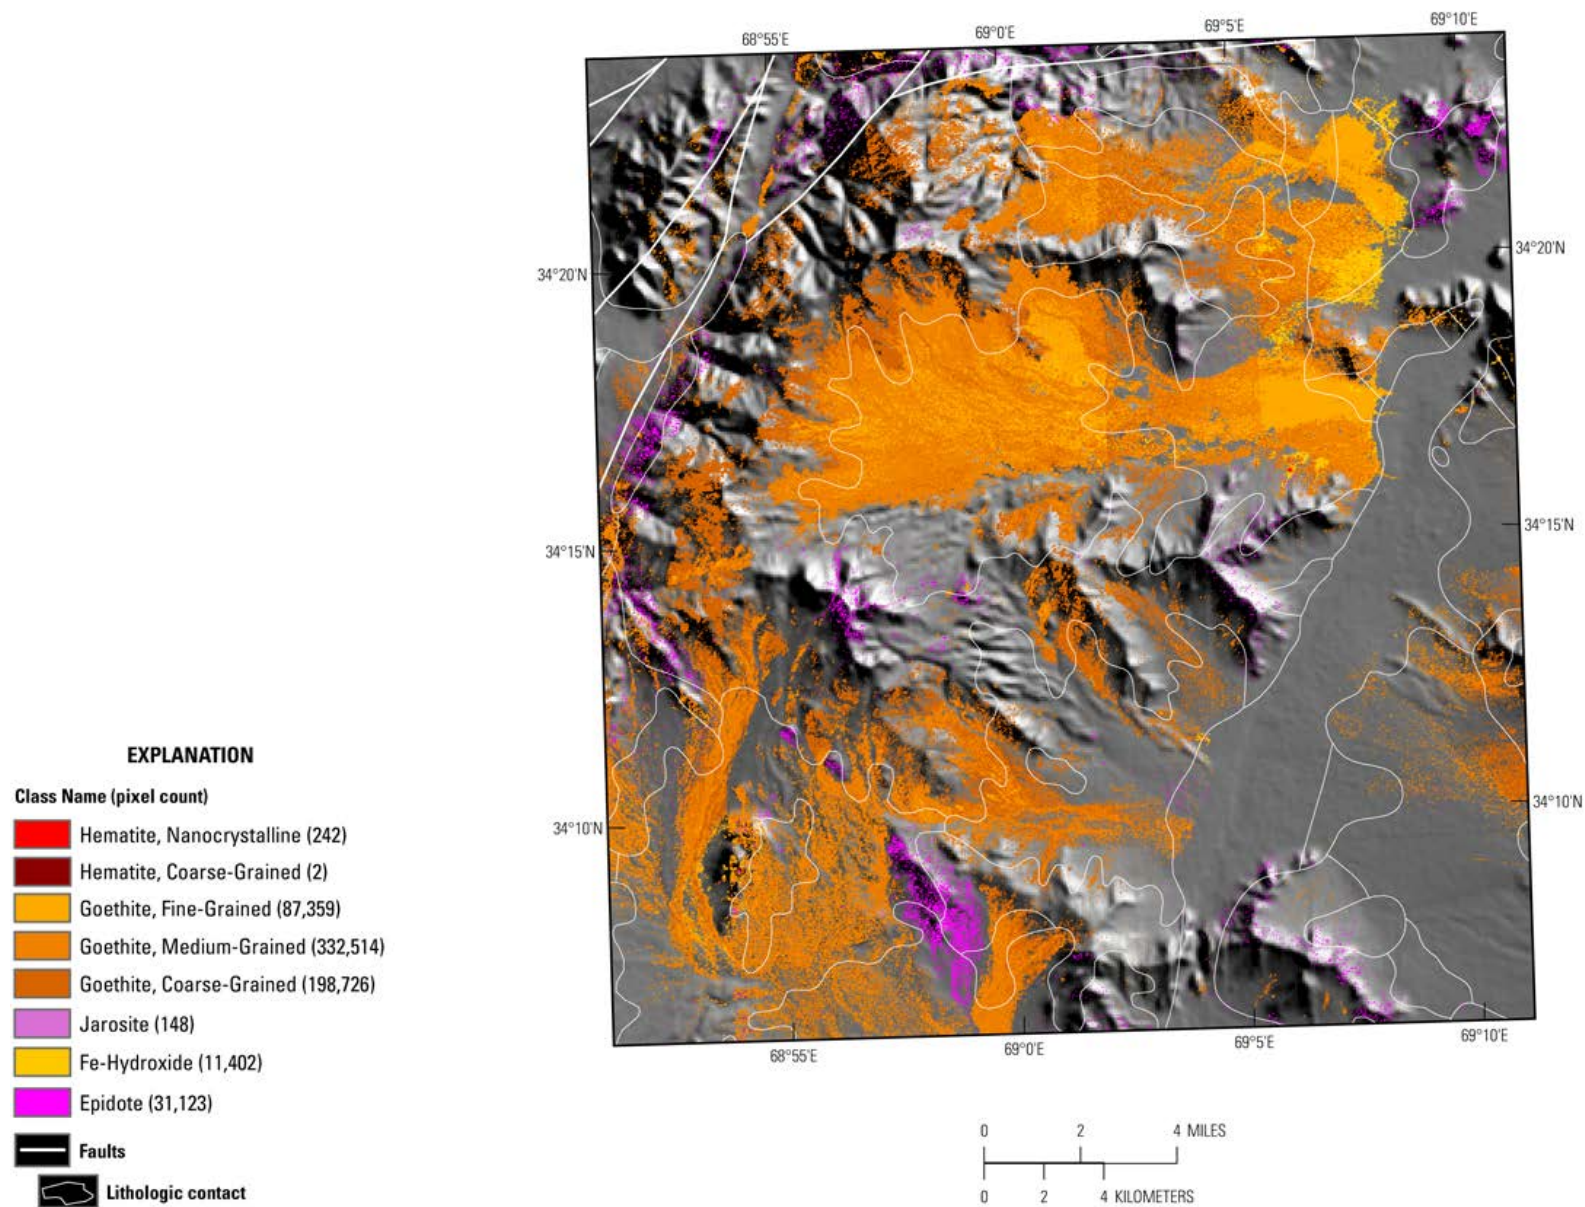 68°55'E
69°0'E
69°5'E
69°10'E
34°20'N
34°20'N
34°15'N
34°15'N
34°10'N
34°10'N
68°55'E
69°0'E
69°5'E
69°10'E
EXPLANATION
Class Name (pixel count)
Hematite, Nanocrystalline (242)
Hematite, Coarse-Grained (2)
Goethite, Fine-Grained (87,359)
Goethite, Medium-Grained (332,514)
Goethite, Coarse-Grained (198,726)
Jarosite (148)
Fe-Hydroxide (11,402)
Epidote (31,123)
Faults
Lithologic contact
0 2 4 MILES
0 2 4 KILOMETERS